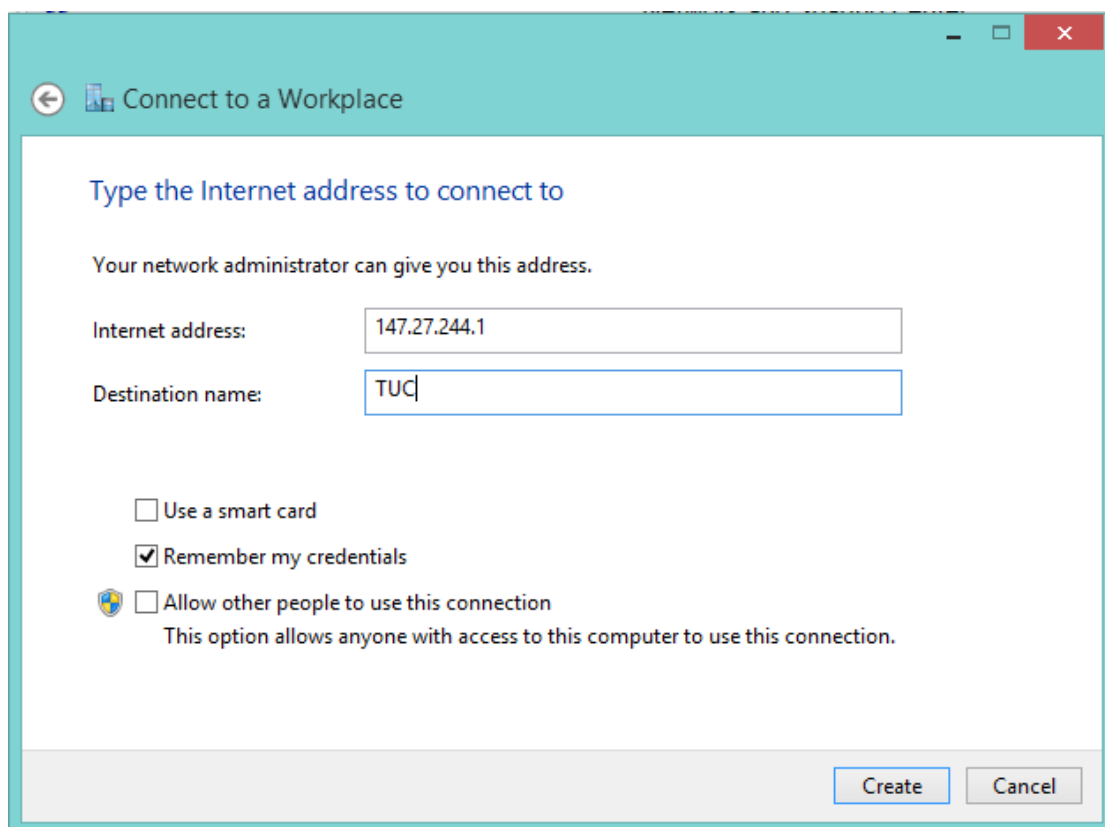 Connect to a Workplace
Type the Internet address to connect to
Your network administrator can give you this address.
Internet address: 147.27.244.1
Destination name: TUC
Use a smart card
Remember my credentials
Allow other people to use this connection
This option allows anyone with access to this computer to use this connection.
Create Cancel